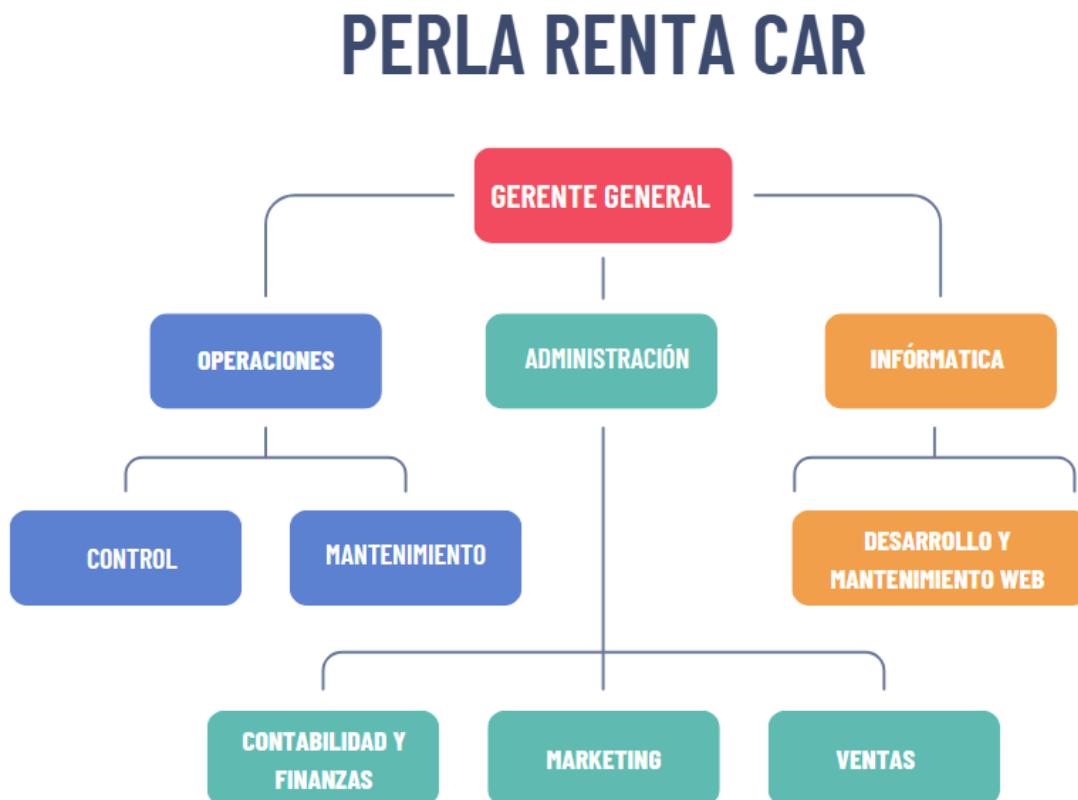 PERLA RENTA CAR
GERENTE GENERAL
OPERACIONES
ADMINISTRACIÓN
INFÓRMATICA
CONTROL
MANTENIMIENTO
DESARROLLO Y
MANTENIMIENTO WEB
CONTABILIDAD Y
FINANZAS
MARKETING
VENTAS